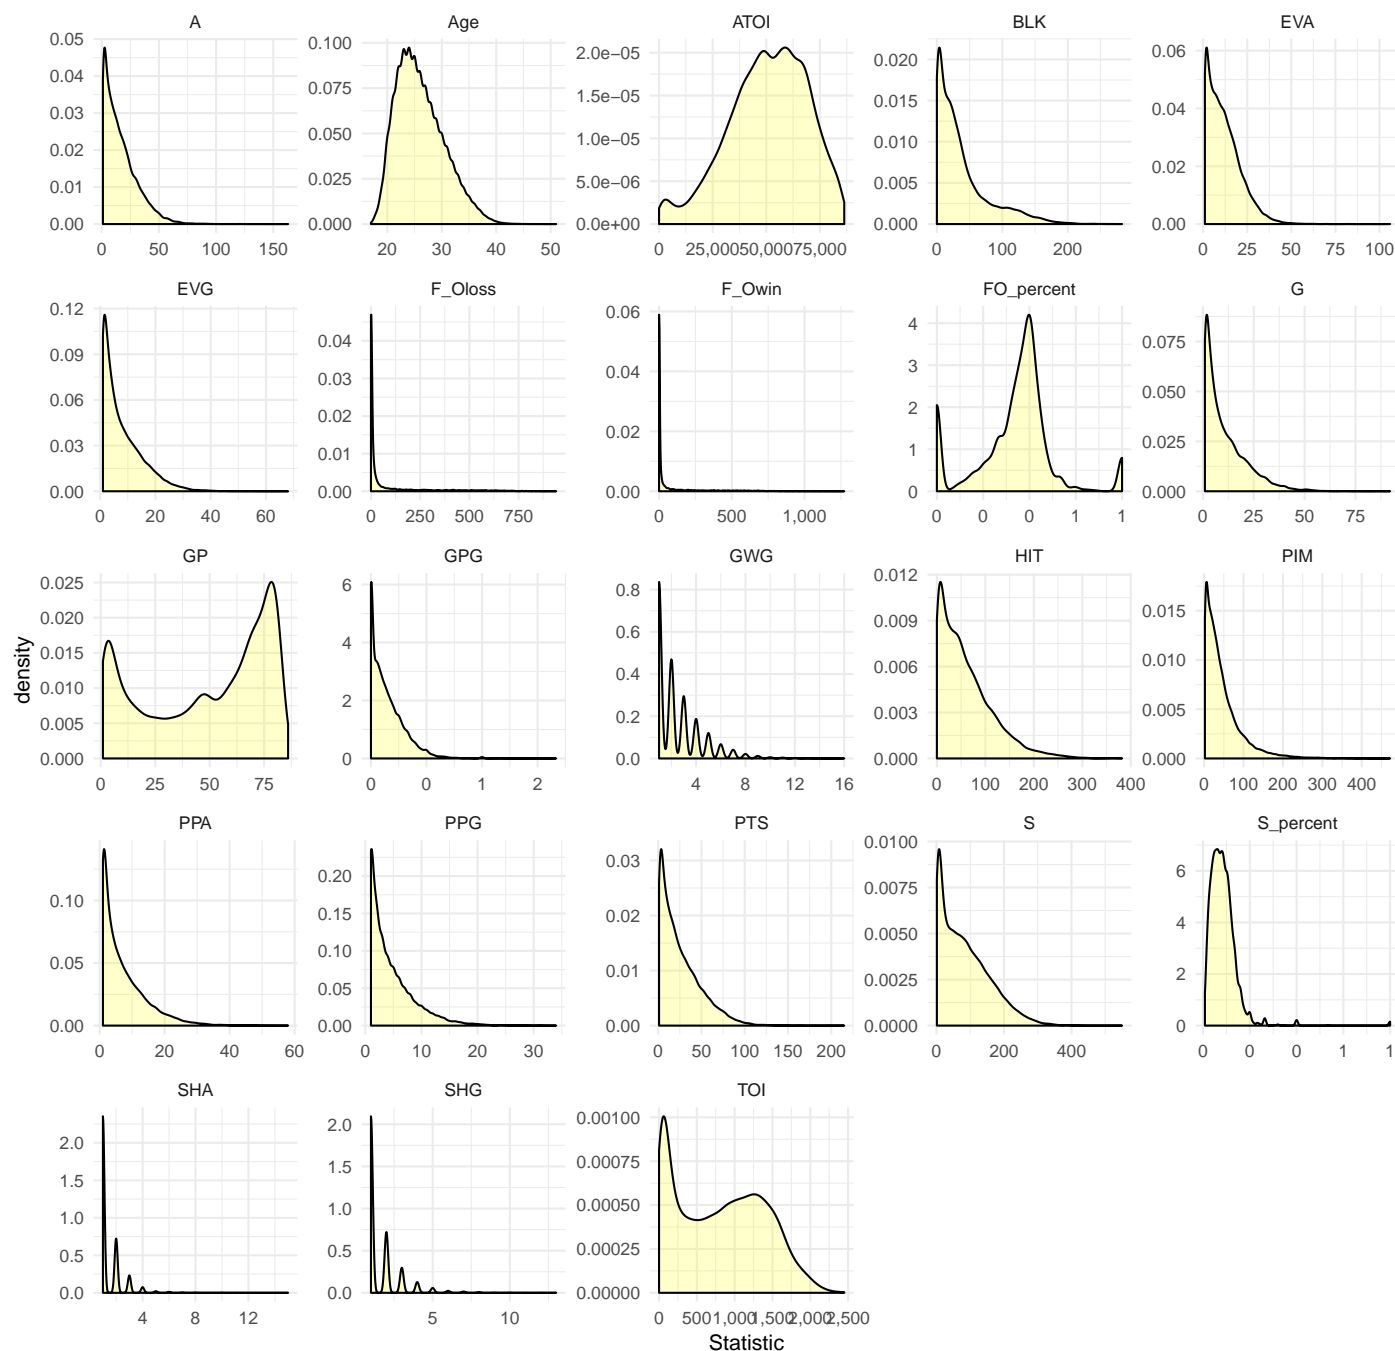 A Age ATOI BLK EVA
0.05 0.04 0.03 0.02 0.01 0.00
0 50 100 150
0.100 0.075 0.050 0.025 0.000
20 30 40 50
2.0e−05 1.5e−05 1.0e−05 5.0e−06 0.0e+00
0 25,000 50,000 75,000
0.020 0.015 0.010 0.005 0.000
0 100 200
0.06 0.04 0.02 0.00
0 25 50 75 100
EVG F_Oloss F_Owin FO_percent G
0.12 0.09 0.06 0.03 0.00
0 20 40 60
0.04 0.03 0.02 0.01 0.00
0 250 500 750
0.06 0.04 0.02 0.00
0 500 1,000
4 3 2 1 0
0 0 0 1 1
0.075 0.050 0.025 0.000
0 25 50 75
GP GPG GWG HIT PIM
0.025 0.020 0.015 0.010 0.005 0.000
0 25 50 75
6 4 2 0
0 0 1 2
0.8 0.6 0.4 0.2 0.0
4 8 12 16
0.012 0.009 0.006 0.003 0.000
0 100 200 300 400
0.015 0.010 0.005 0.000
0 100 200 300 400
density
PPA PPG PTS S S_percent
0.10 0.05 0.00
0 20 40 60
0.20 0.15 0.10 0.05 0.00
0 10 20 30
0.03 0.02 0.01 0.00
0 50 100 150 200
0.0100 0.0075 0.0050 0.0025 0.0000
0 200 400
6 4 2 0
0 0 0 1 1
SHA SHG TOI
2.0 1.5 1.0 0.5 0.0
4 8 12
2.0 1.5 1.0 0.5 0.0
5 10
0.00100 0.00075 0.00050 0.00025 0.00000
0 500 1,000 1,500 2,000 2,500
Statistic